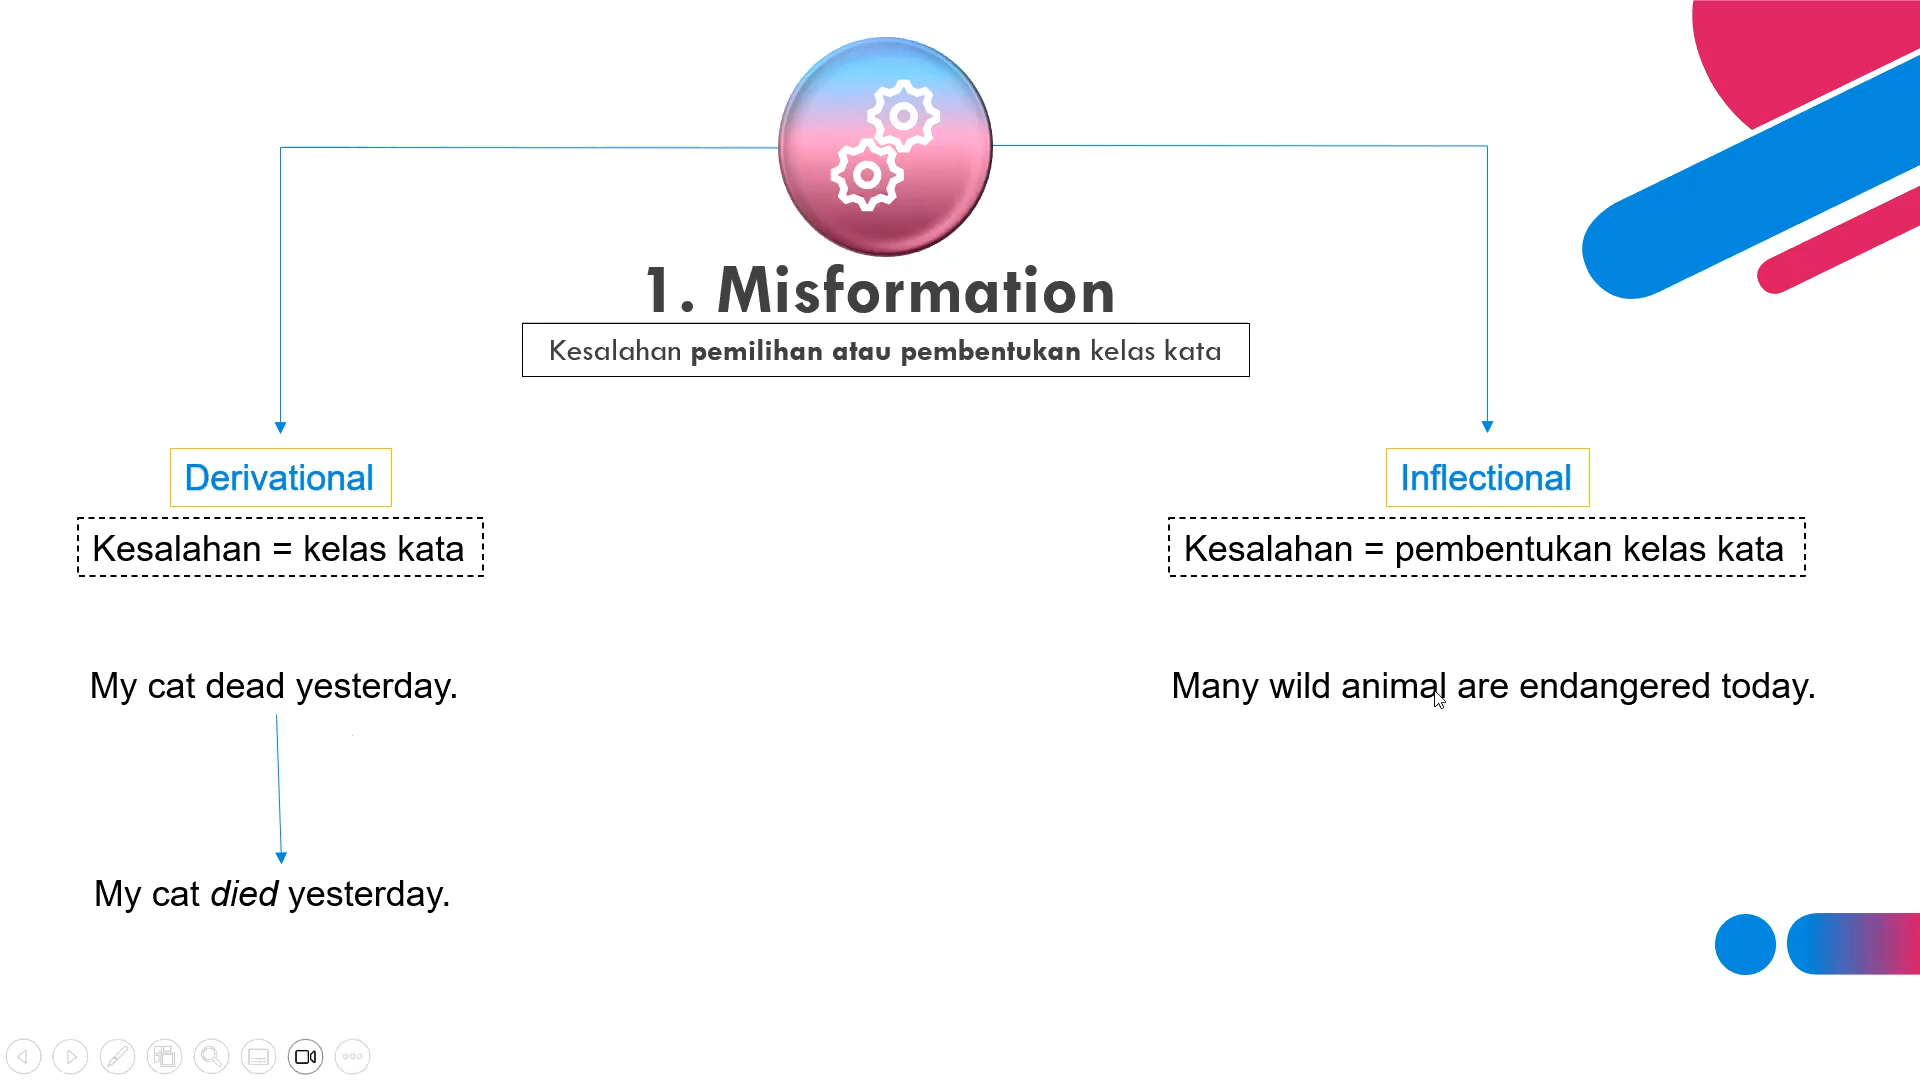 1. Misformation
Kesalahan pemilihan atau pembentukan kelas kata
Derivational
Kesalahan = kelas kata
My cat dead yesterday.
My cat died yesterday.
Inflectional
Kesalahan = pembentukan kelas kata
Many wild animal are endangered today.